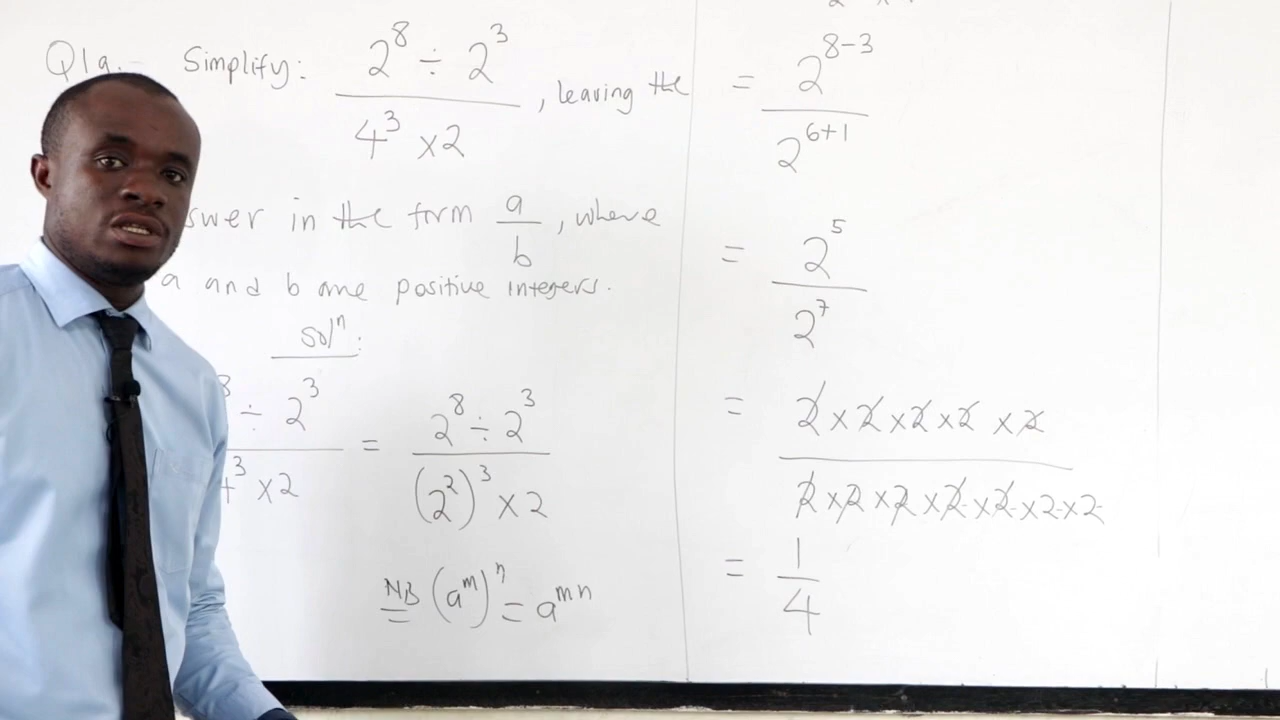 Q1a. Simplify: 2^8 ÷ 2^3 / 4^3 × 2, leaving the
swer in the form a/b, where
a and b are positive integers.
sol^n:
8 ÷ 2^3 / 4^3 × 2 = 2^8 ÷ 2^3 / (2^2)^3 × 2
NB (a^m)^n = a^mn
= 2^8-3 / 2^6+1
= 2^5 / 2^7
= 2 × 2 × 2 × 2 × 2 / 2 × 2 × 2 × 2 × 2 × 2 × 2
= 1/4